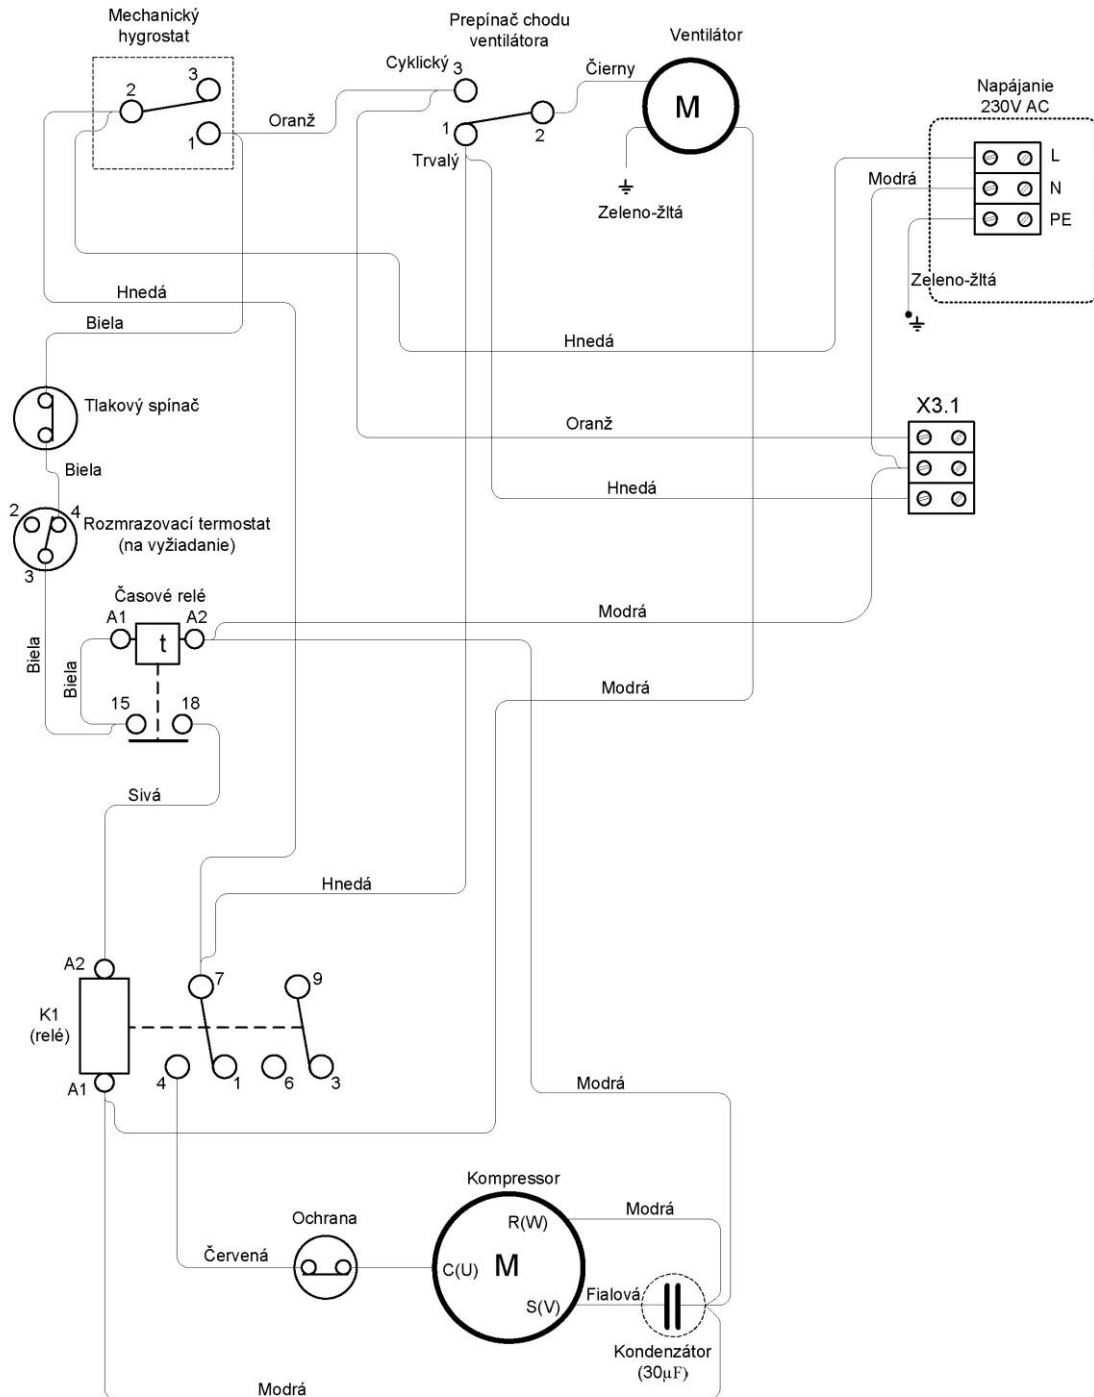 Mechanický
hygrostat
Prepínač chodu
ventilátora
Ventilátor
Napájanie
230V AC
Cyklický
3
Čierny
3
2
1
Oranž
1
2
Trvalý
Zeleno-žltá
Modrá
L
N
PE
Zeleno-žltá
Hnedá
Biela
Hnedá
M
Tlakový spínač
X3.1
Oranž
Biela
Hnedá
2
4
Rozmrazovací termostat
(na vyžiadanie)
3
Časové relé
A1
t
A2
Modrá
Biela
Biela
Modrá
15
18
Sivá
Hnedá
A2
7
9
K1
(relé)
A1
4
1
6
3
Modrá
Kompressor
Ochrana
R(W)
Modrá
Červená
C(U)
M
S(V)
Fialová
Kondenzátor
(30µF)
Modrá